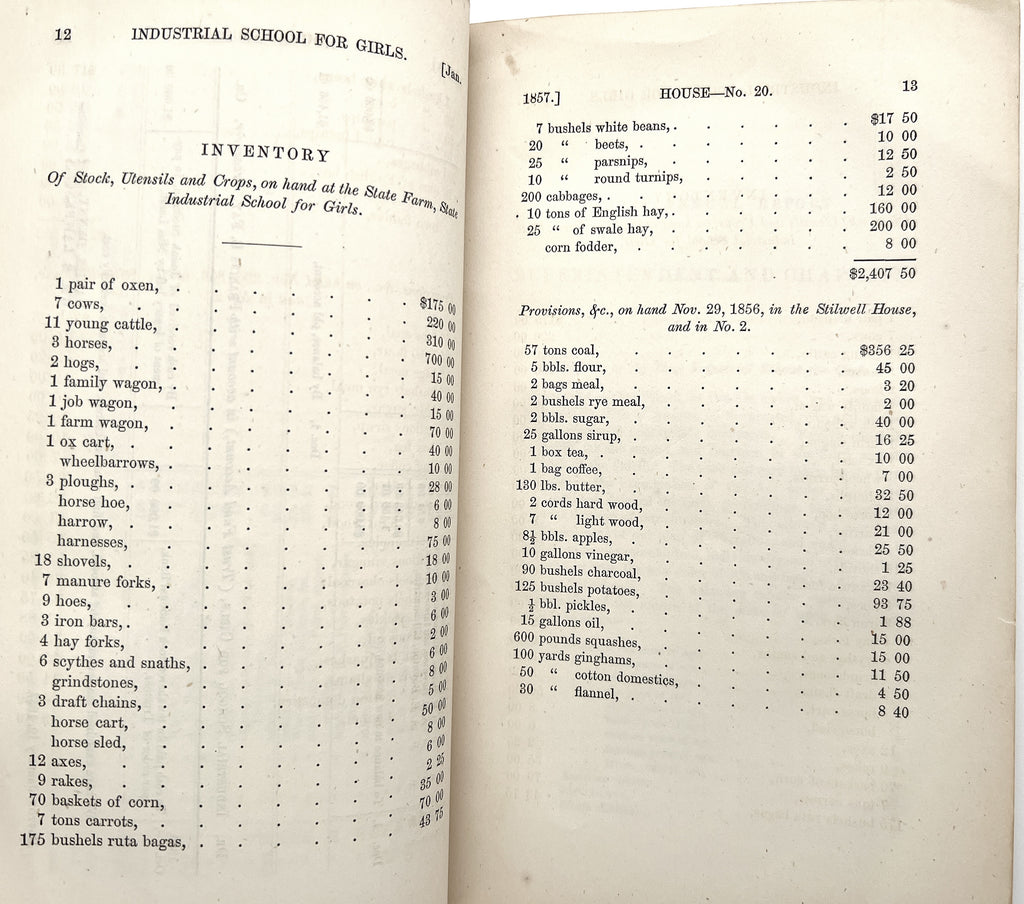 12 INDUSTRIAL SCHOOL FOR GIRLS. [Jan.
INVENTORY
Of Stock, Utensils and Crops, on hand at the State Farm, State
Industrial School for Girls.
1 pair of oxen, . . . . . . $175 00
7 cows, . . . . . . 220 00
11 young cattle, . . . . . . 310 00
3 horses, . . . . . . 700 00
2 hogs, . . . . . . 15 00
1 family wagon, . . . . . . 40 00
1 job wagon, . . . . . . 15 00
1 farm wagon, . . . . . . 70 00
1 ox cart, . . . . . . 40 00
wheelbarrows, . . . . . . 10 00
3 ploughs, . . . . . . 28 00
horse hoe, . . . . . . 6 00
harrow, . . . . . . 8 00
harnesses, . . . . . . 75 00
18 shovels, . . . . . . 18 00
7 manure forks, . . . . . . 10 00
9 hoes, . . . . . . 3 00
3 iron bars, . . . . . . 6 00
4 hay forks, . . . . . . 2 00
6 scythes and snaths, . . . . . 6 00
grindstones, . . . . . . 8 00
3 draft chains, . . . . . . 5 00
horse cart, . . . . . . 50 00
horse sled, . . . . . . 8 00
12 axes, . . . . . . 6 00
9 rakes, . . . . . . 2 25
70 baskets of corn, . . . . . 35 00
7 tons carrots, . . . . . . 70 00
175 bushels ruta bagas, . . . . . 43 75
1857.] HOUSE—No. 20. 13
7 bushels white beans, . . . . . . $17 50
20 “ beets, . . . . . . 10 00
25 “ parsnips, . . . . . . 12 50
10 “ round turnips, . . . . . 2 50
200 cabbages, . . . . . . 12 00
10 tons of English hay, . . . . . . 160 00
25 “ of swale hay, . . . . . . 200 00
corn fodder, . . . . . . 8 00
$2,407 50
Provisions, &c., on hand Nov. 29, 1856, in the Stilwell House,
and in No. 2.
57 tons coal, . . . . . . $356 25
5 bbls. flour, . . . . . . 45 00
2 bags meal, . . . . . . 3 20
2 bushels rye meal, . . . . . . 2 00
2 bbls. sugar, . . . . . . 40 00
25 gallons sirup, . . . . . . 16 25
1 box tea, . . . . . . 10 00
1 bag coffee, . . . . . . 7 00
130 lbs. butter, . . . . . . 32 50
2 cords hard wood, . . . . . . 12 00
7 “ light wood, . . . . . . 21 00
8½ bbls. apples, . . . . . . 25 50
10 gallons vinegar, . . . . . . 1 25
90 bushels charcoal, . . . . . . 23 40
125 bushels potatoes, . . . . . . 93 75
½ bbl. pickles, . . . . . . 1 88
15 gallons oil, . . . . . . 15 00
600 pounds squashes, . . . . . . 15 00
100 yards ginghams, . . . . . . 11 50
50 “ cotton domestics, . . . . . 4 50
30 “ flannel, . . . . . . 8 40